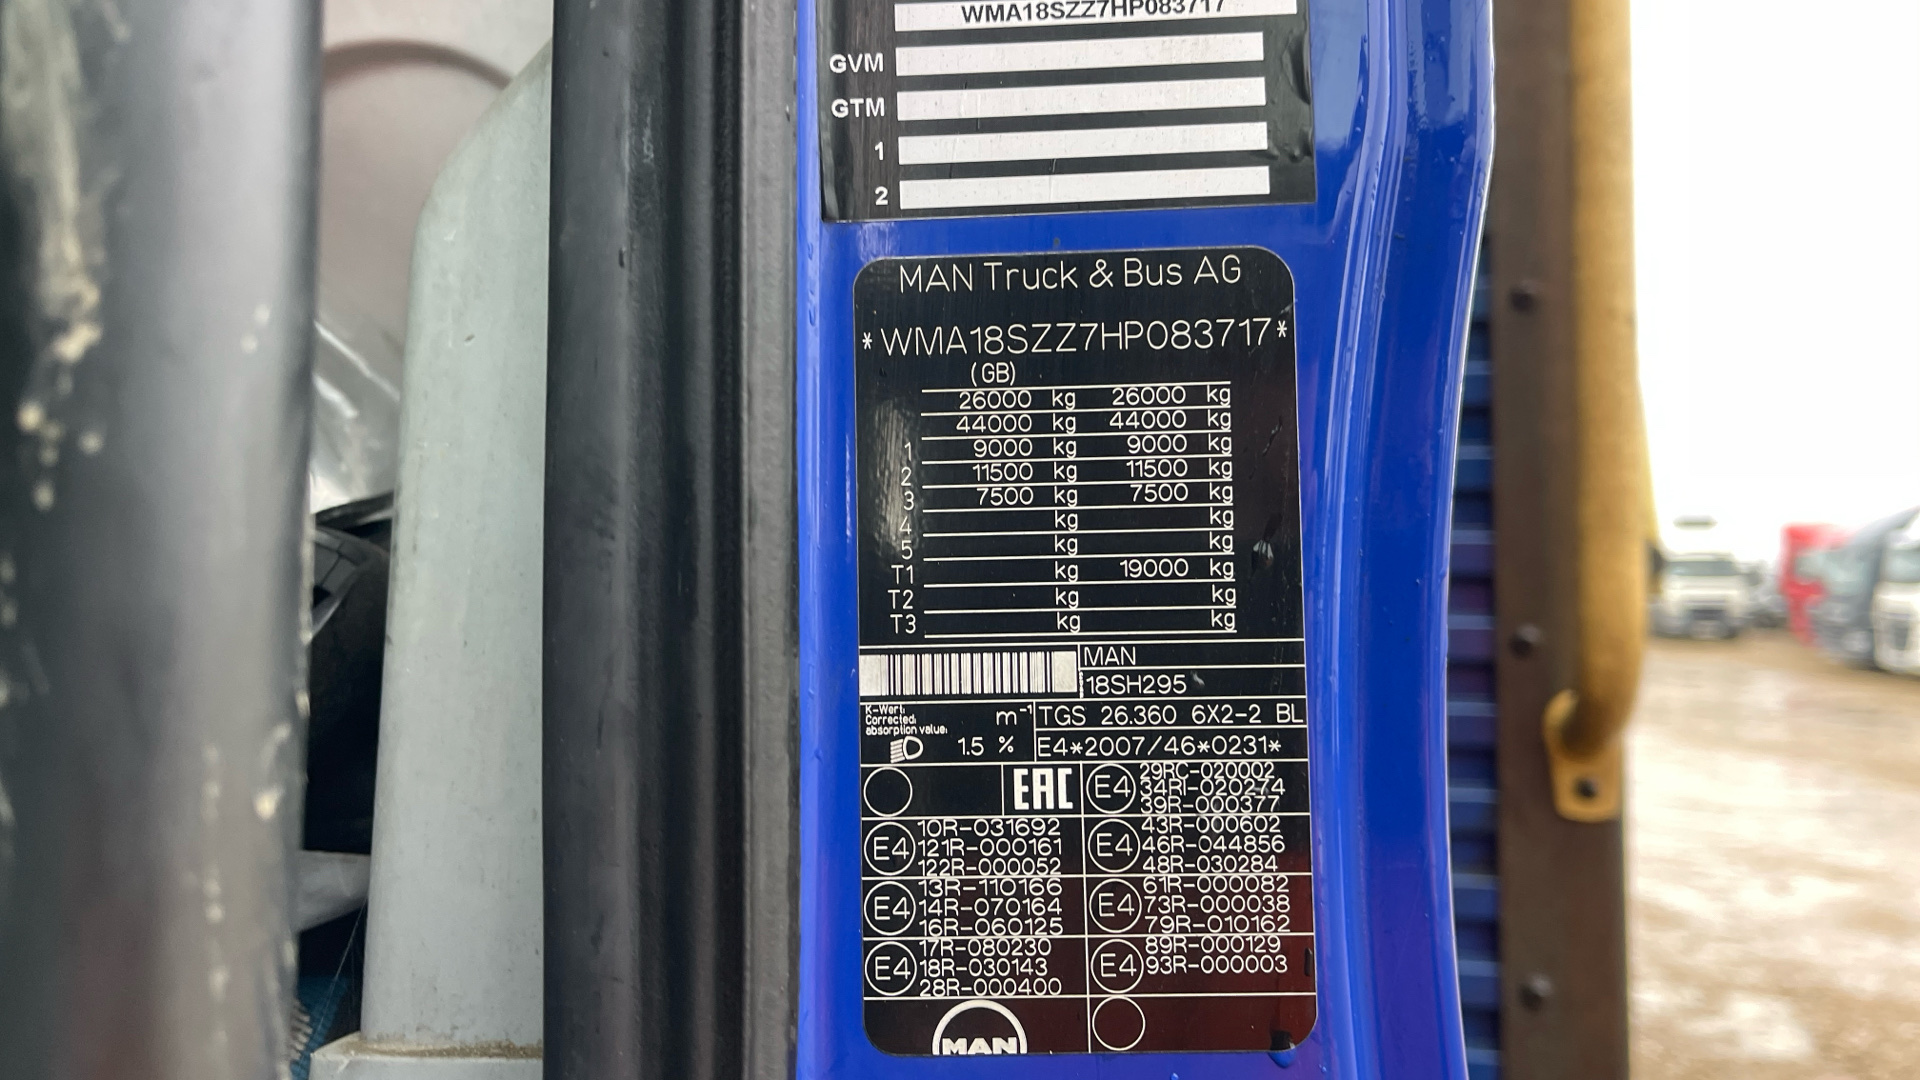 WMA18SZZ7HP083717
GVM
GTM
1
2
MAN Truck & Bus AG
*WMA18SZZ7HP083717*
(GB)
26000 kg 26000 kg
44000 kg 44000 kg
1 9000 kg 9000 kg
2 11500 kg 11500 kg
3 7500 kg 7500 kg
4 kg kg
5 kg kg
T1 kg 19000 kg
T2 kg kg
T3 kg kg
MAN
18SH295
K-Wert:
Corrected:
absorption value:
m⁻¹
TGS 26.360 6X2-2 BL
1.5 %
E4*2007/46*0231*
EAC
E4
29RC-020002
34RI-020274
39R-000377
E4
10R-031692
121R-000161
122R-000052
E4
43R-000602
46R-044856
48R-030284
E4
13R-110166
14R-070164
16R-060125
E4
61R-000082
73R-000038
79R-010162
E4
17R-080230
18R-030143
28R-000400
E4
89R-000129
93R-000003
MAN